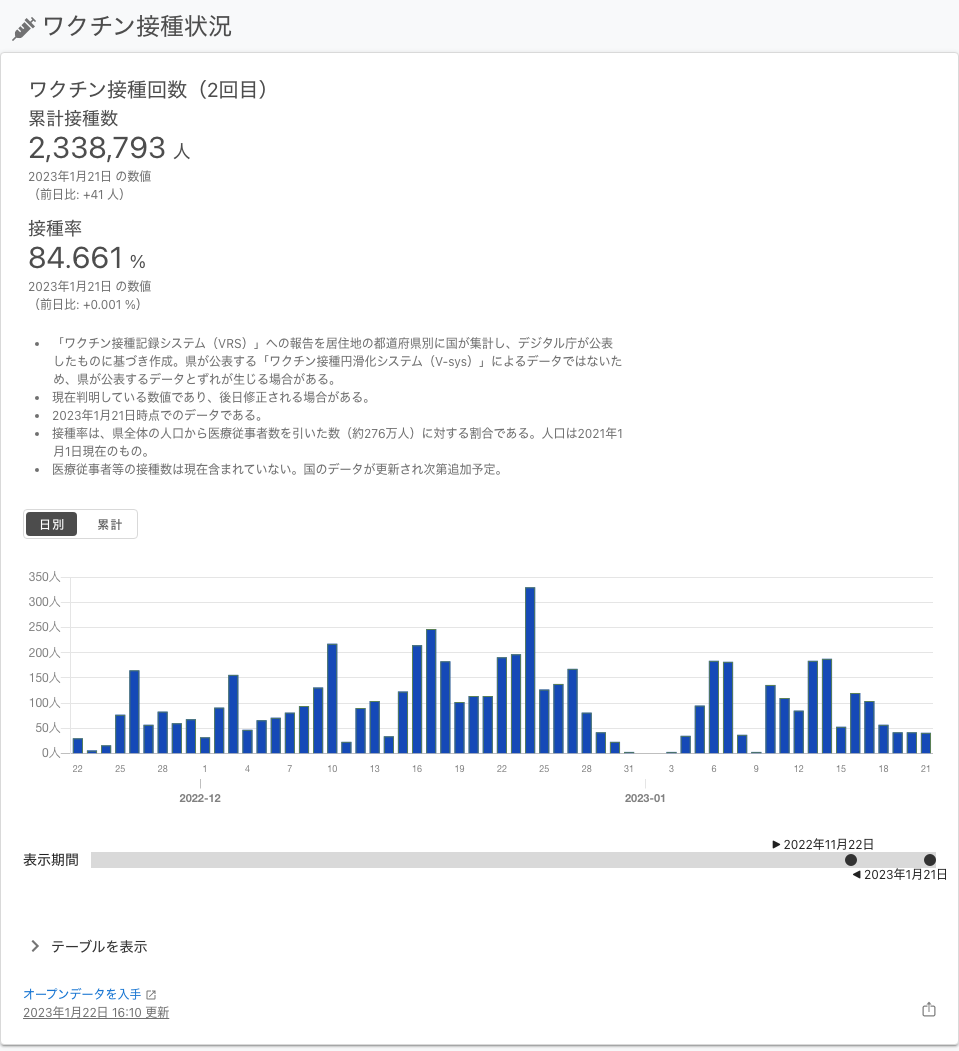 ワクチン接種状況
ワクチン接種回数（2回目）
累計接種数
2,338,793 人
2023年1月21日 の数値
（前日比: +41 人）
接種率
84.661 %
2023年1月21日 の数値
（前日比: +0.001 %）
• 「ワクチン接種記録システム（VRS）」への報告を居住地の都道府県別に国が集計し、デジタル庁が公表
したものに基づき作成。県が公表する「ワクチン接種円滑化システム（V-sys）」によるデータではないた
め、県が公表するデータとずれが生じる場合がある。
• 現在判明している数値であり、後日修正される場合がある。
• 2023年1月21日時点でのデータである。
• 接種率は、県全体の人口から医療従事者数を引いた数（約276万人）に対する割合である。人口は2021年1
月1日現在のもの。
• 医療従事者等の接種数は現在含まれていない。国のデータが更新され次第追加予定。
日別 累計
350人
300人
250人
200人
150人
100人
50人
0人
22 25 28 1 4 7 10 13 16 19 22 25 28 31 3 6 9 12 15 18 21
2022-12 2023-01
▶ 2022年11月22日
表示期間
◀ 2023年1月21日
テーブルを表示
オープンデータを入手
2023年1月22日 16:10 更新